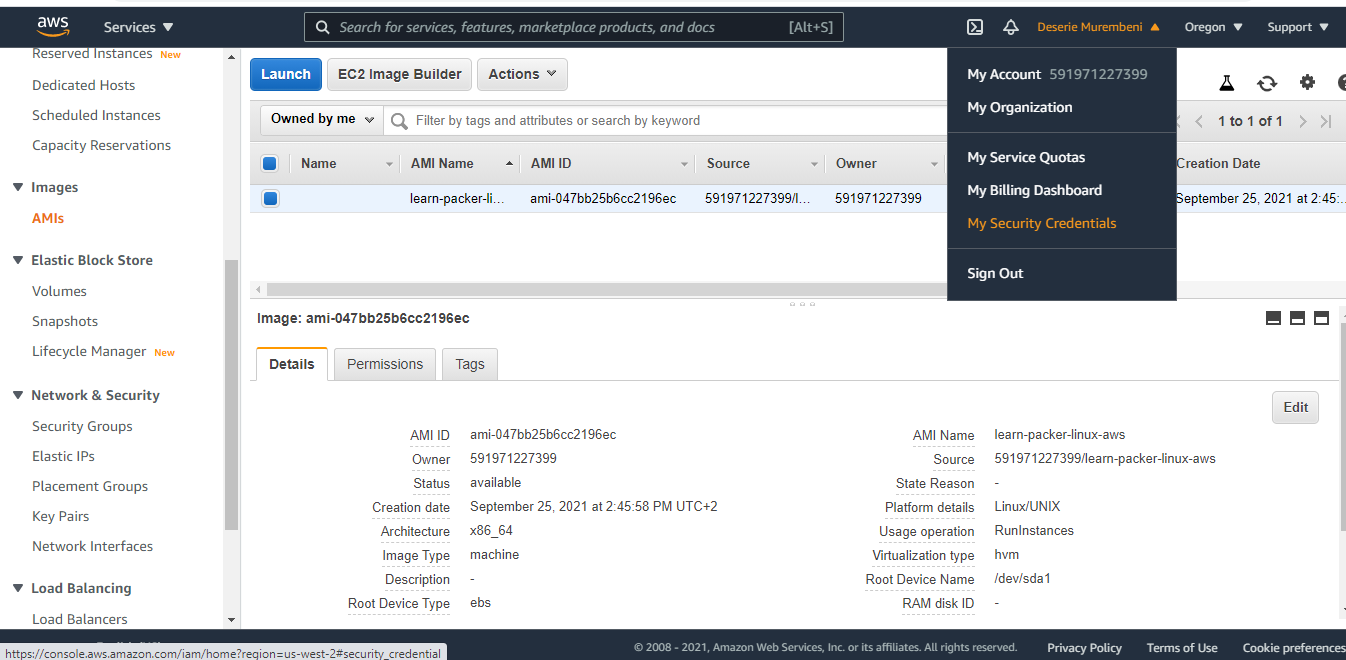 aws Services Search for services, features, marketplace products, and docs [Alt+S] Deserie Murembeni Oregon Support
Reserved Instances New
Dedicated Hosts
Scheduled Instances
Capacity Reservations
Images
AMIs
Elastic Block Store
Volumes
Snapshots
Lifecycle Manager New
Network & Security
Security Groups
Elastic IPs
Placement Groups
Key Pairs
Network Interfaces
Load Balancing
Load Balancers
Launch EC2 Image Builder Actions
Owned by me Filter by tags and attributes or search by keyword 1 to 1 of 1
Name AMI Name AMI ID Source Owner Creation Date
learn-packer-li... ami-047bb25b6cc2196ec 591971227399/l... 591971227399 September 25, 2021 at 2:45:...
My Account 591971227399
My Organization
My Service Quotas
My Billing Dashboard
My Security Credentials
Sign Out
Image: ami-047bb25b6cc2196ec
Details Permissions Tags
Edit
AMI ID ami-047bb25b6cc2196ec AMI Name learn-packer-linux-aws
Owner 591971227399 Source 591971227399/learn-packer-linux-aws
Status available State Reason -
Creation date September 25, 2021 at 2:45:58 PM UTC+2 Platform details Linux/UNIX
Architecture x86_64 Usage operation RunInstances
Image Type machine Virtualization type hvm
Description - Root Device Name /dev/sda1
Root Device Type ebs RAM disk ID -
© 2008 - 2021, Amazon Web Services, Inc. or its affiliates. All rights reserved. Privacy Policy Terms of Use Cookie preferences
https://console.aws.amazon.com/iam/home?region=us-west-2#security_credential